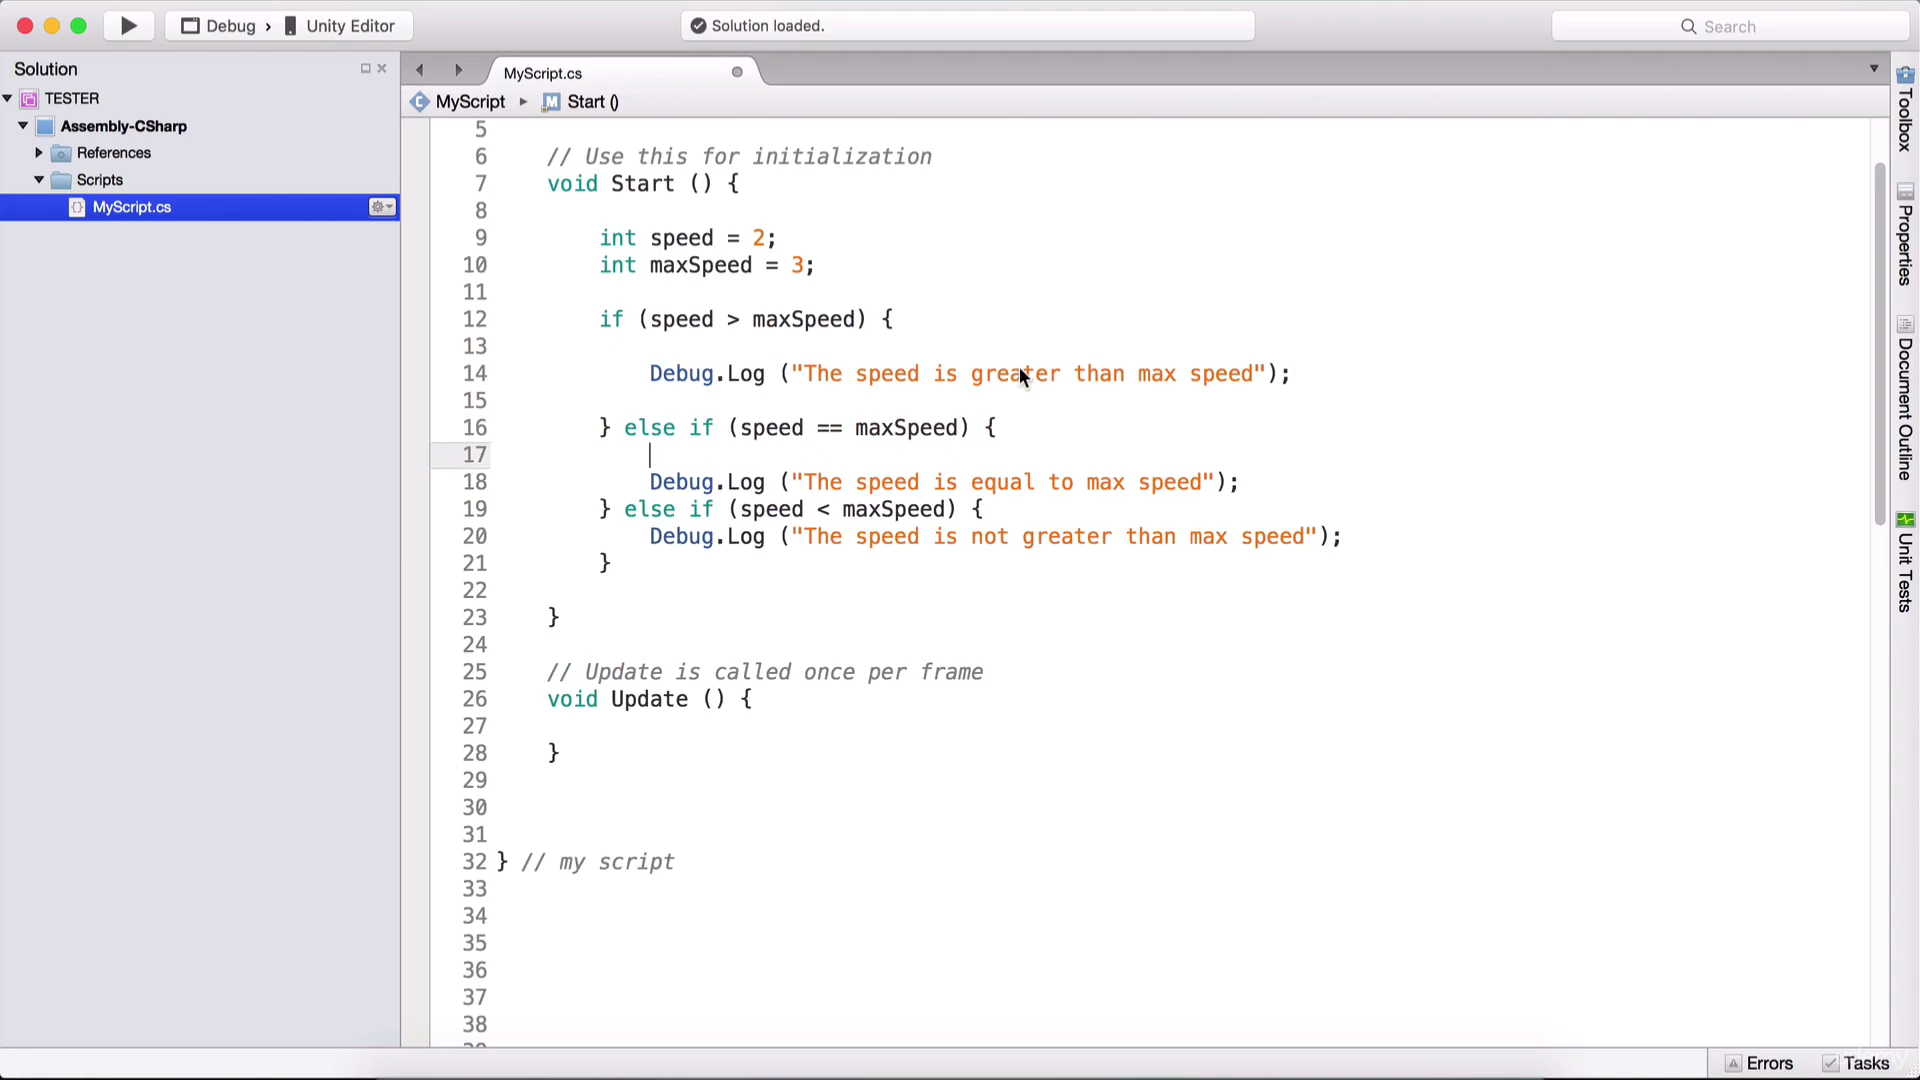 Debug › Unity Editor
Solution loaded.
Search
Solution
TESTER
Assembly-CSharp
References
Scripts
MyScript.cs
MyScript.cs
MyScript ▸ Start ()
5
6 // Use this for initialization
7 void Start () {
8
9 int speed = 2;
10 int maxSpeed = 3;
11
12 if (speed > maxSpeed) {
13
14 Debug.Log ("The speed is greater than max speed");
15
16 } else if (speed == maxSpeed) {
17
18 Debug.Log ("The speed is equal to max speed");
19 } else if (speed < maxSpeed) {
20 Debug.Log ("The speed is not greater than max speed");
21 }
22
23 }
24
25 // Update is called once per frame
26 void Update () {
27
28 }
29
30
31
32 } // my script
33
34
35
36
37
38
Toolbox
Properties
Document Outline
Unit Tests
Errors
Tasks